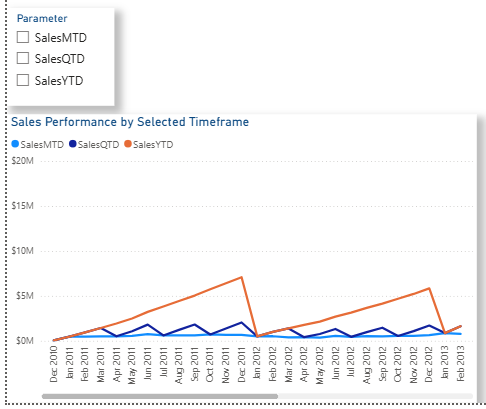 Parameter
SalesMTD
SalesQTD
SalesYTD
Sales Performance by Selected Timeframe
SalesMTD SalesQTD SalesYTD
$20M
$15M
$10M
$5M
$0M
Dec 2010 Jan 2011 Feb 2011 Mar 2011 Apr 2011 May 2011 Jun 2011 Jul 2011 Aug 2011 Sep 2011 Oct 2011 Nov 2011 Dec 2011 Jan 2012 Feb 2012 Mar 2012 Apr 2012 May 2012 Jun 2012 Jul 2012 Aug 2012 Sep 2012 Oct 2012 Nov 2012 Dec 2012 Jan 2013 Feb 2013